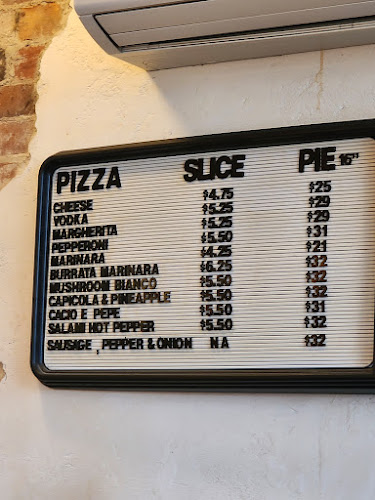 PIZZA SLICE PIE 16"
CHEESE $4.75 $25
VODKA $5.25 $29
MARGHERITA $5.25 $29
PEPPERONI $5.50 $31
MARINARA $4.25 $21
BURRATA MARINARA $6.25 $32
MUSHROOM BIANCO $5.50 $32
CAPICOLA & PINEAPPLE $5.50 $32
CACIO E PEPE $5.50 $31
SALAMI HOT PEPPER $5.50 $32
SAUSAGE , PEPPER & ONION NA $32